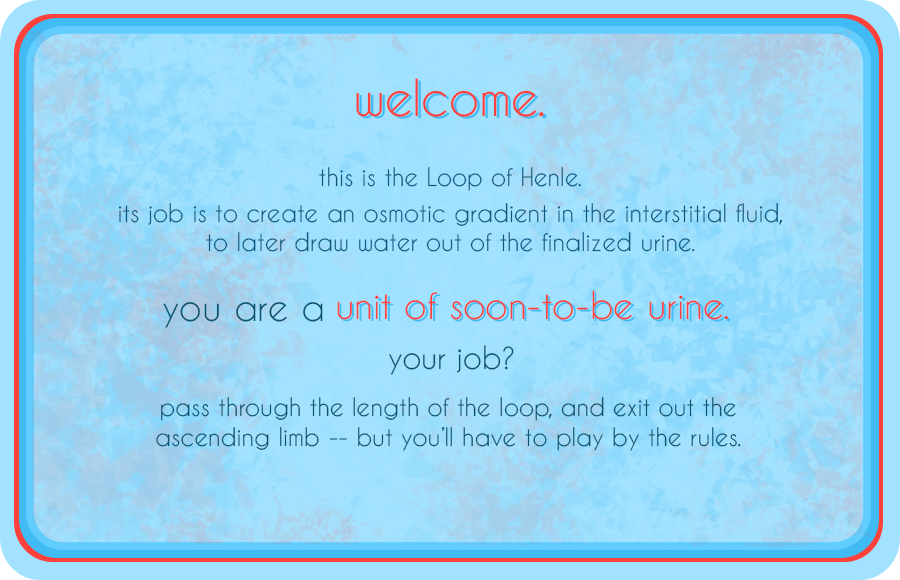 welcome.
this is the Loop of Henle.
its job is to create an osmotic gradient in the interstitial fluid,
to later draw water out of the finalized urine.
you are a unit of soon-to-be urine.
your job?
pass through the length of the loop, and exit out the
ascending limb -- but you'll have to play by the rules.